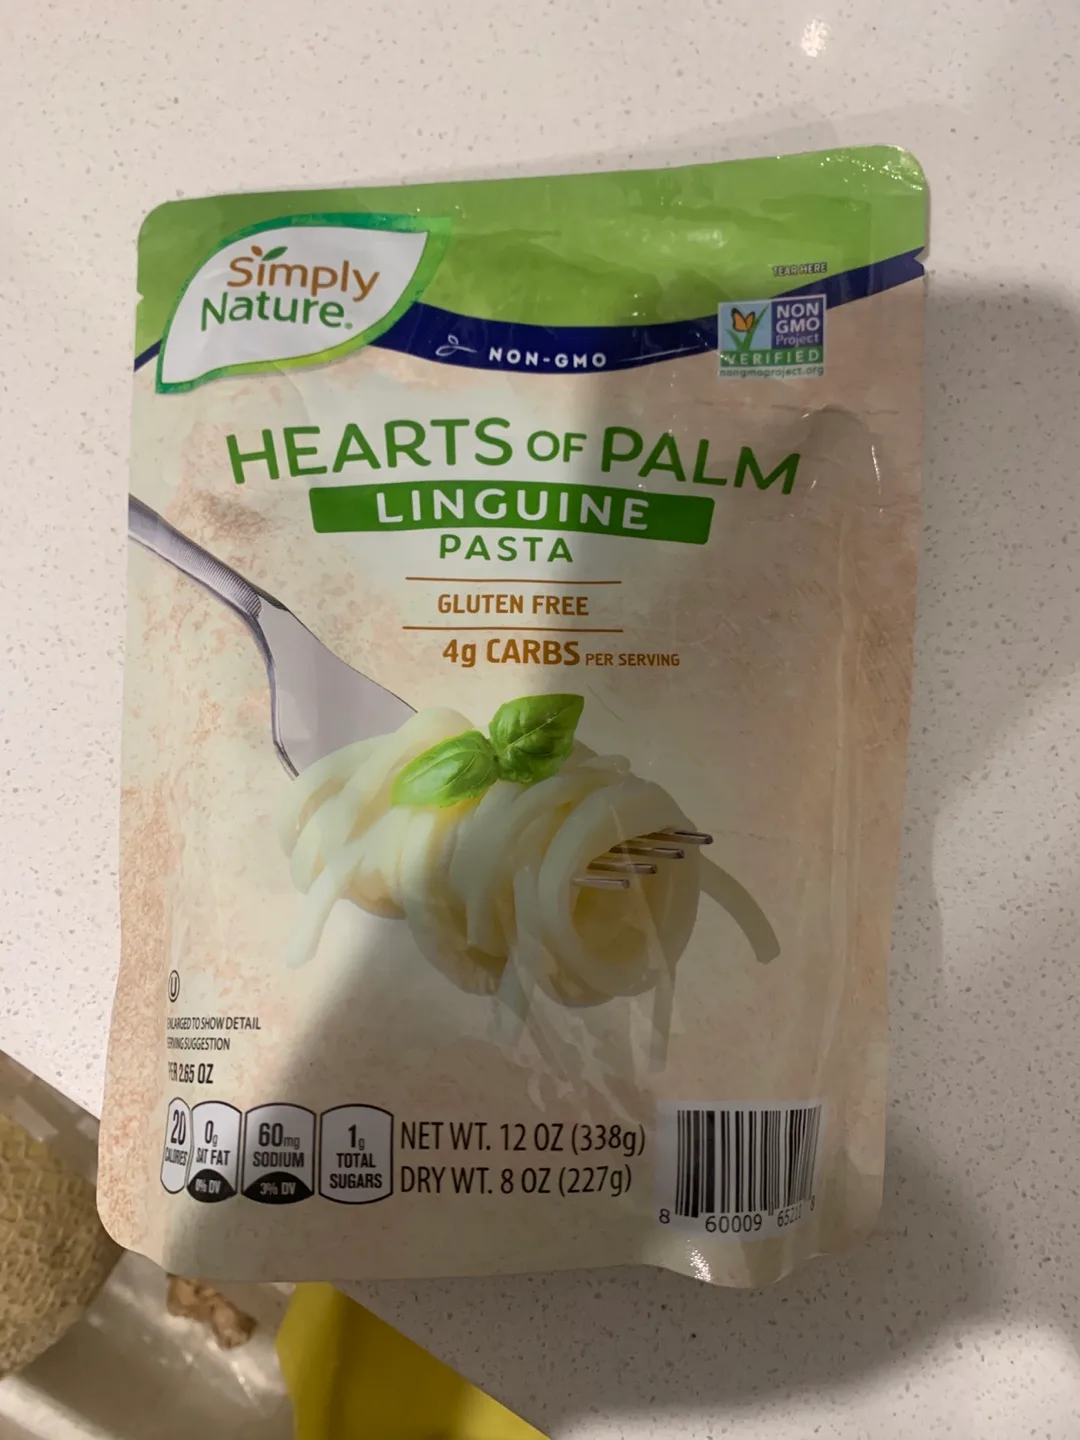 Simply
Nature®
TEAR HERE
NON-GMO
NON
GMO
Project
VERIFIED
nongmoproject.org
HEARTS OF PALM
LINGUINE
PASTA
GLUTEN FREE
4g CARBS PER SERVING
U
ENLARGED TO SHOW DETAIL
SERVING SUGGESTION
PER 2.65 OZ
20
CALORIES
0g
SAT FAT
0% DV
60mg
SODIUM
3% DV
1g
TOTAL
SUGARS
NET WT. 12 OZ (338g)
DRY WT. 8 OZ (227g)
8 60009 8